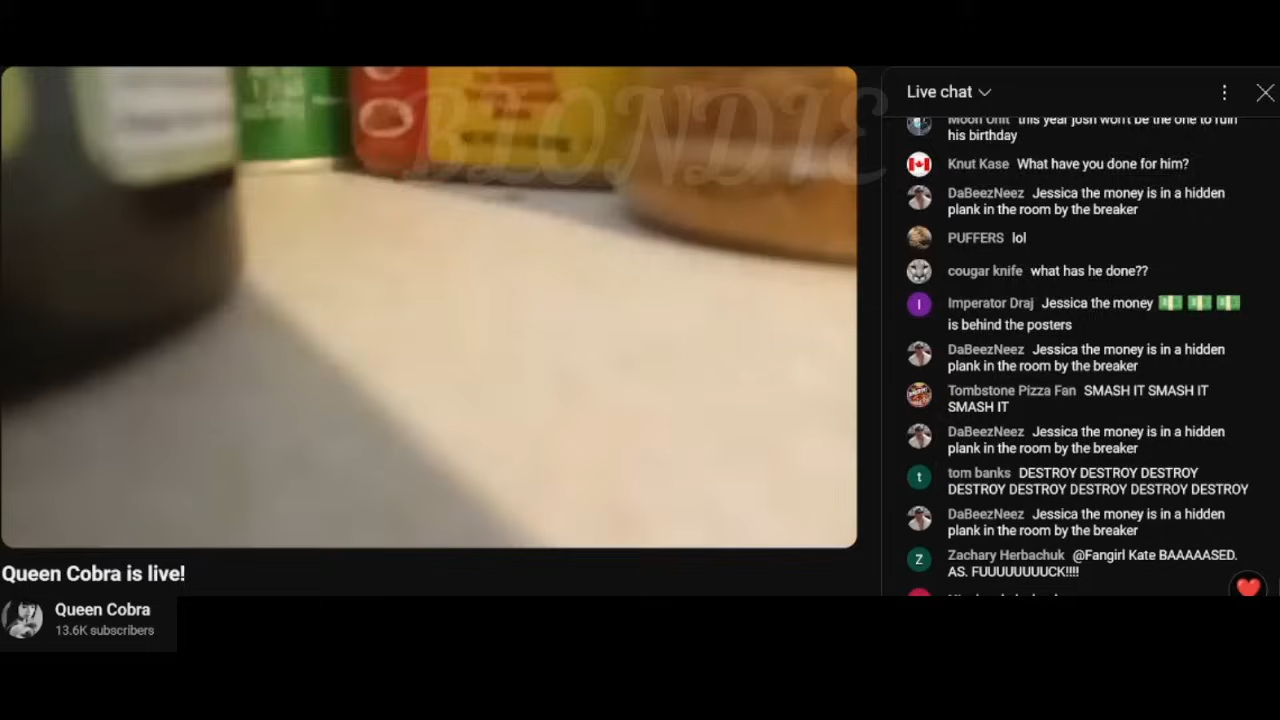 BLONDIE
Live chat
Moon Unit this year josh won't be the one to ruin
his birthday
Knut Kase What have you done for him?
DaBeezNeez Jessica the money is in a hidden
plank in the room by the breaker
PUFFERS lol
cougar knife what has he done??
I Imperator Draj Jessica the money 💵 💵 💵
is behind the posters
DaBeezNeez Jessica the money is in a hidden
plank in the room by the breaker
Tombstone Pizza Fan SMASH IT SMASH IT
SMASH IT
DaBeezNeez Jessica the money is in a hidden
plank in the room by the breaker
t tom banks DESTROY DESTROY DESTROY
DESTROY DESTROY DESTROY DESTROY DESTROY
DaBeezNeez Jessica the money is in a hidden
plank in the room by the breaker
Z Zachary Herbachuk @Fangirl Kate BAAAAASED.
AS. FUUUUUUUUCK!!!!
Queen Cobra is live!
Queen Cobra
13.6K subscribers